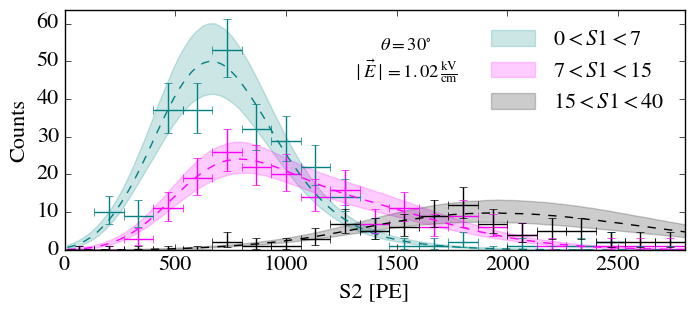 60
50
40
30
20
10
0
Counts
θ = 30°
|E⃗| = 1.02 kV/cm
0 < S1 < 7
7 < S1 < 15
15 < S1 < 40
0 500 1000 1500 2000 2500
S2 [PE]